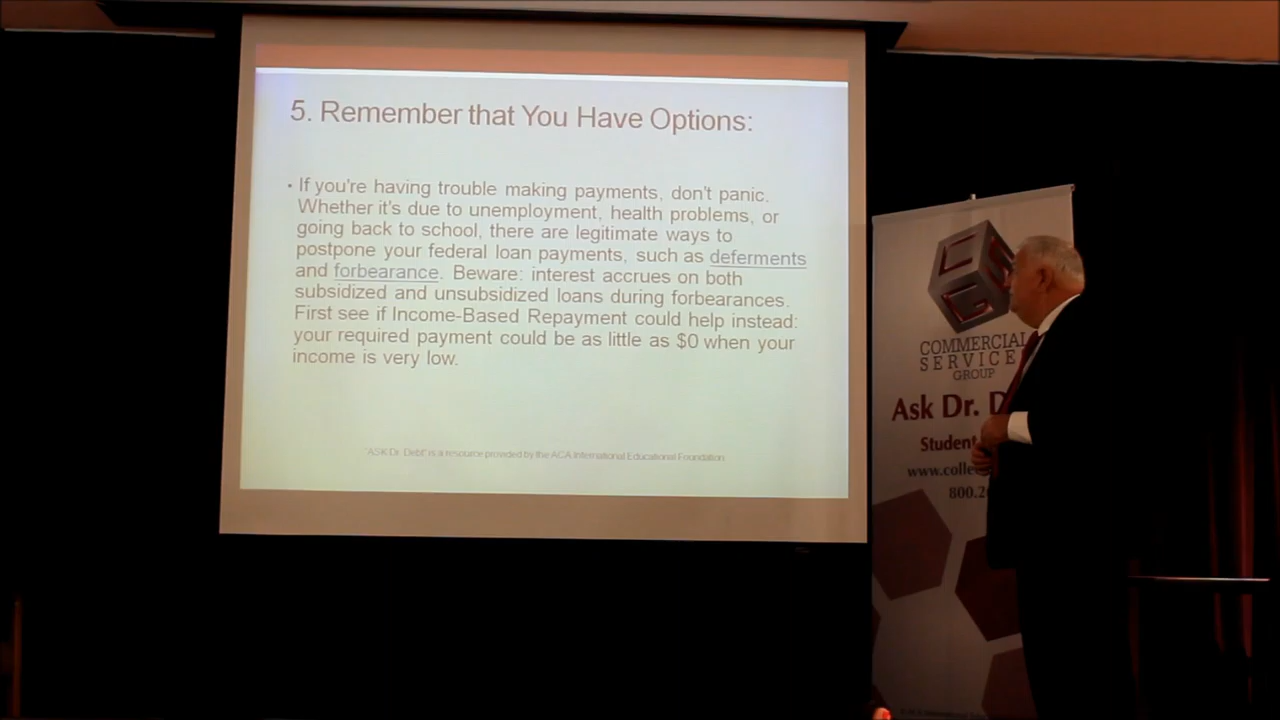 5. Remember that You Have Options:
• If you're having trouble making payments, don't panic.
Whether it's due to unemployment, health problems, or
going back to school, there are legitimate ways to
postpone your federal loan payments, such as deferments
and forbearance. Beware: interest accrues on both
subsidized and unsubsidized loans during forbearances.
First see if Income-Based Repayment could help instead:
your required payment could be as little as $0 when your
income is very low.
"ASK Dr. Debt" is a resource provided by the ACA International Educational Foundation.
CSG
COMMERCIAL
SERVICE
GROUP
Ask Dr. D
Student
www.colle
800.2